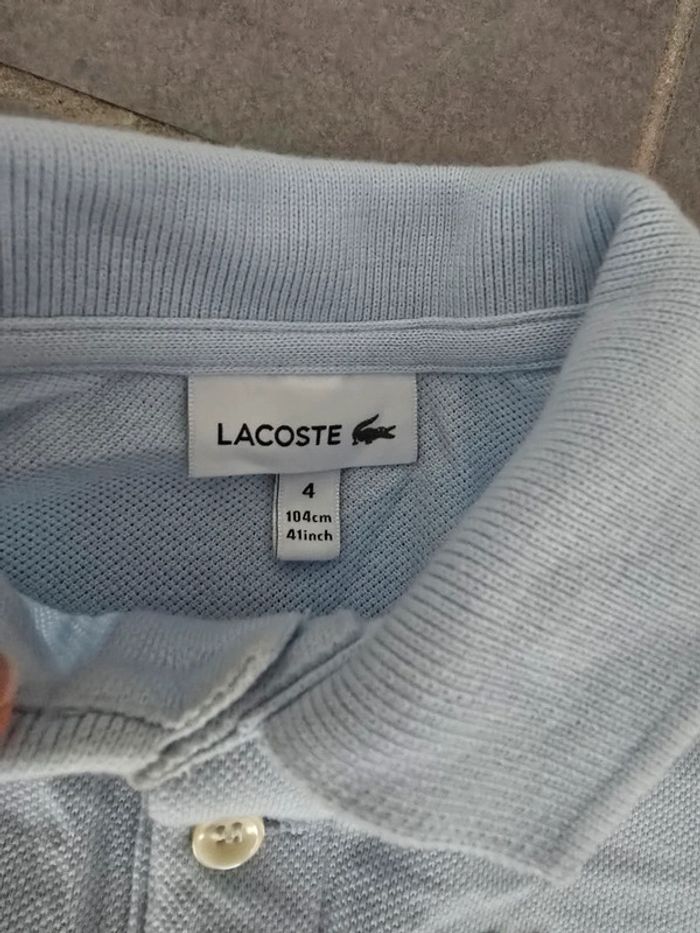 LACOSTE
4
104cm
41inch